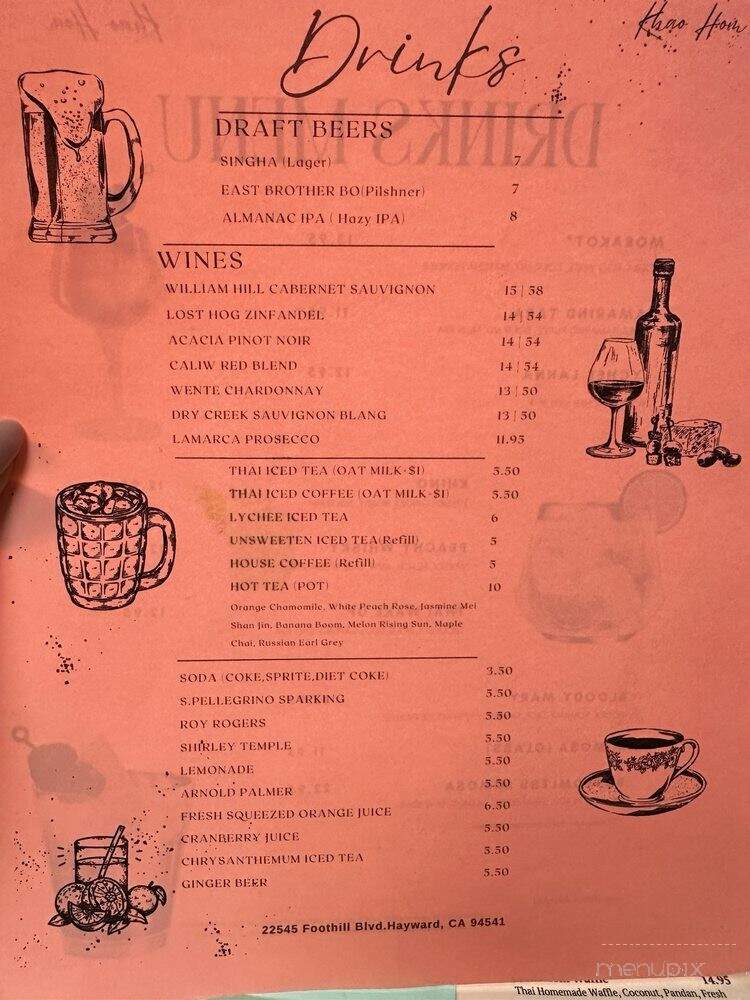 Khao Hom
Drinks
DRAFT BEERS
SINGHA (Lager) 7
EAST BROTHER BO(Pilshner) 7
ALMANAC IPA ( Hazy IPA) 8
WINES
WILLIAM HILL CABERNET SAUVIGNON 15 | 58
LOST HOG ZINFANDEL 14 | 54
ACACIA PINOT NOIR 14 | 54
CALIW RED BLEND 14 | 54
WENTE CHARDONNAY 13 | 50
DRY CREEK SAUVIGNON BLANG 13 | 50
LAMARCA PROSECCO 11.95
THAI ICED TEA (OAT MILK+$1) 5.50
THAI ICED COFFEE (OAT MILK+$1) 5.50
LYCHEE ICED TEA 6
UNSWEETEN ICED TEA(Refill) 5
HOUSE COFFEE (Refill) 5
HOT TEA (POT) 10
Orange Chamomile, White Peach Rose, Jasmine Mei
Shan Jin, Banana Boom, Melon Rising Sun, Maple
Chai, Russian Earl Grey
SODA (COKE,SPRITE,DIET COKE) 3.50
S.PELLEGRINO SPARKING 5.50
ROY ROGERS 5.50
SHIRLEY TEMPLE 5.50
LEMONADE 5.50
ARNOLD PALMER 5.50
FRESH SQUEEZED ORANGE JUICE 6.50
CRANBERRY JUICE 5.50
CHRYSANTHEMUM ICED TEA 3.50
GINGER BEER 5.50
22545 Foothill Blvd.Hayward, CA 94541
menupix
Waffle 14.95
Thai Homemade Waffle, Coconut, Pandan, Fresh